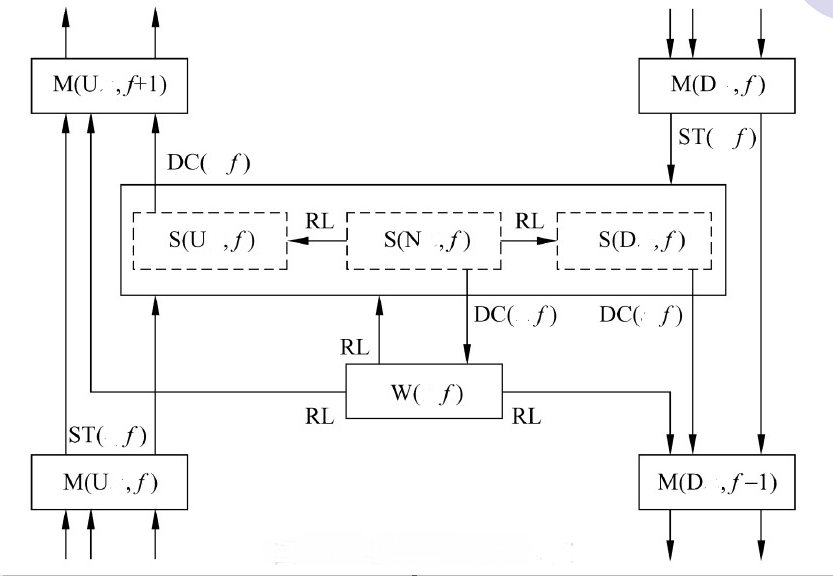 M(U ,f+1)
M(D ,f)
ST( f)
DC( f)
S(U ,f)
RL
S(N ,f)
RL
S(D ,f)
DC( f)
DC( f)
RL
W( f)
RL
RL
ST( f)
M(U ,f)
M(D ,f−1)